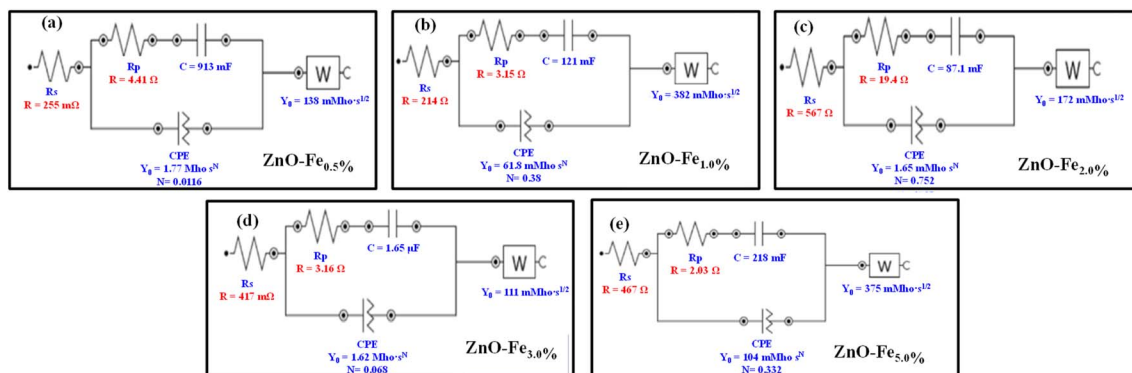 (a)
Rp
R = 4.41 Ω
C = 913 mF
Rs
R = 255 mΩ
W
Y₀ = 138 mMho·s^1/2
CPE
Y₀ = 1.77 Mho s^N
N= 0.0116
ZnO-Fe₀.₅%
(b)
Rp
R = 3.15 Ω
C = 121 mF
Rs
R = 214 Ω
W
Y₀ = 382 mMho·s^1/2
CPE
Y₀ = 61.8 mMho s^N
N= 0.38
ZnO-Fe₁.₀%
(c)
Rp
R = 19.4 Ω
C = 87.1 mF
Rs
R = 567 Ω
W
Y₀ = 172 mMho·s^1/2
CPE
Y₀ = 1.65 mMho s^N
N= 0.752
ZnO-Fe₂.₀%
(d)
Rp
R = 3.16 Ω
C = 1.65 μF
Rs
R = 417 mΩ
W
Y₀ = 111 mMho·s^1/2
CPE
Y₀ = 1.62 Mho·s^N
N= 0.068
ZnO-Fe₃.₀%
(e)
Rp
R = 2.03 Ω
C = 218 mF
Rs
R = 467 Ω
W
Y₀ = 375 mMho·s^1/2
CPE
Y₀ = 104 mMho s^N
N= 0.332
ZnO-Fe₅.₀%